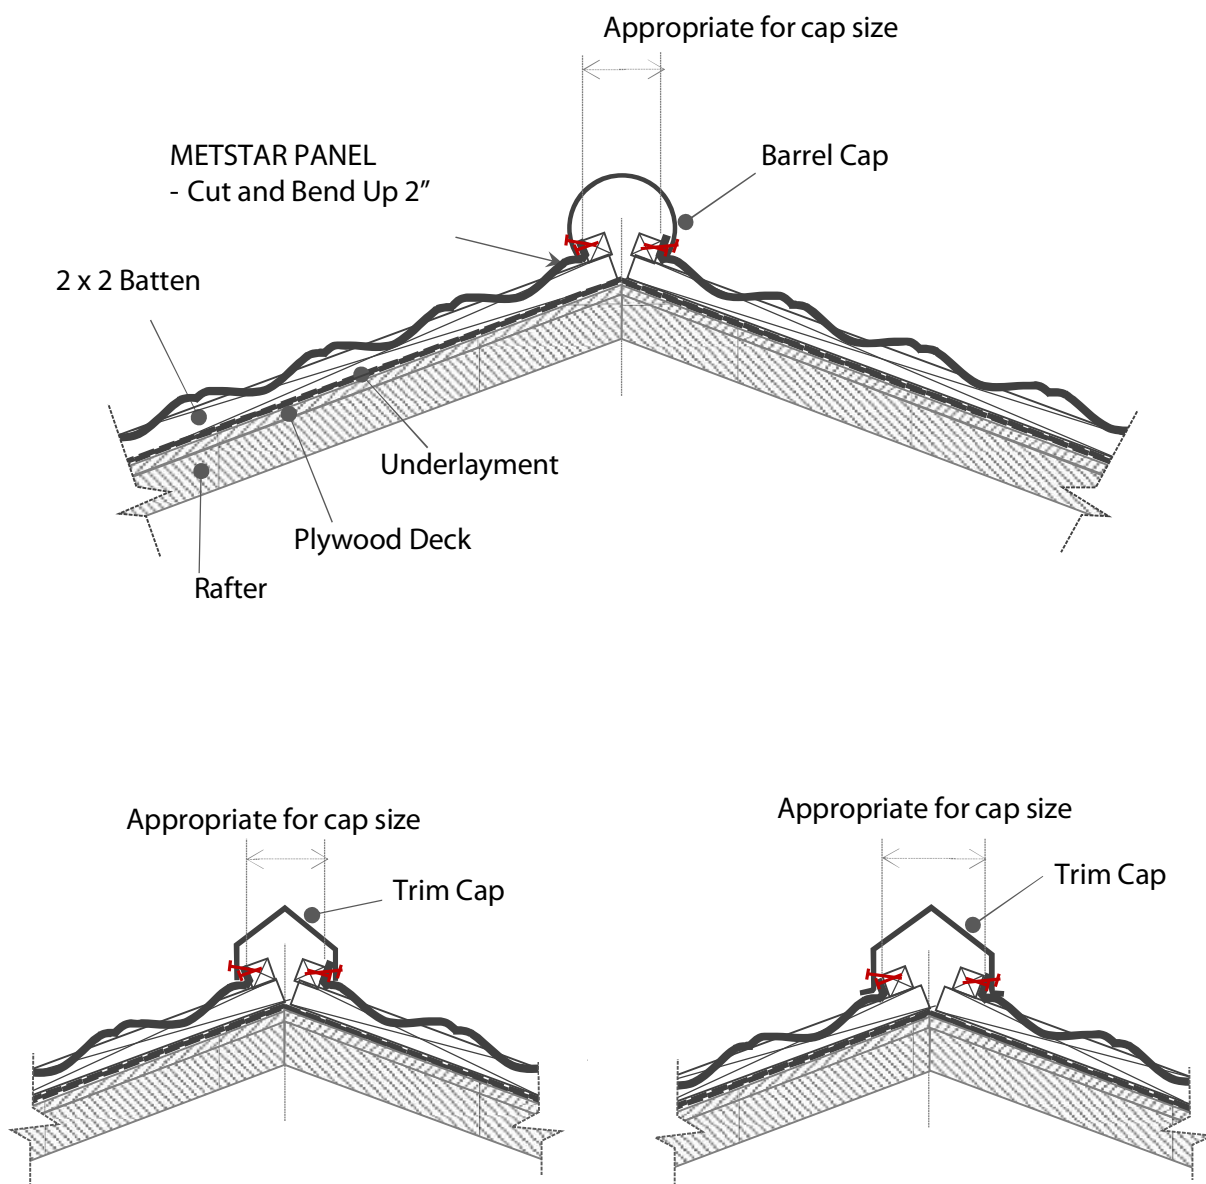 Appropriate for cap size
METSTAR PANEL
- Cut and Bend Up 2”
Barrel Cap
2 x 2 Batten
Underlayment
Plywood Deck
Rafter
Appropriate for cap size
Trim Cap
Appropriate for cap size
Trim Cap